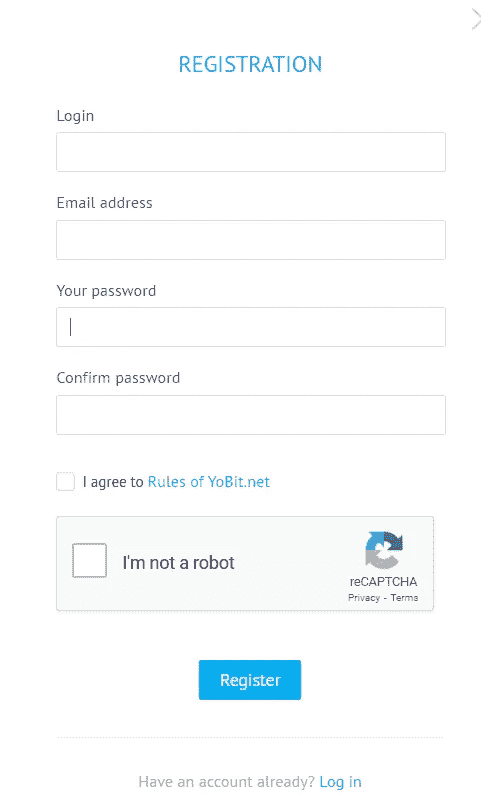 REGISTRATION
Login
Email address
Your password
Confirm password
I agree to Rules of YoBit.net
I'm not a robot
reCAPTCHA
Privacy - Terms
Register
Have an account already? Log in